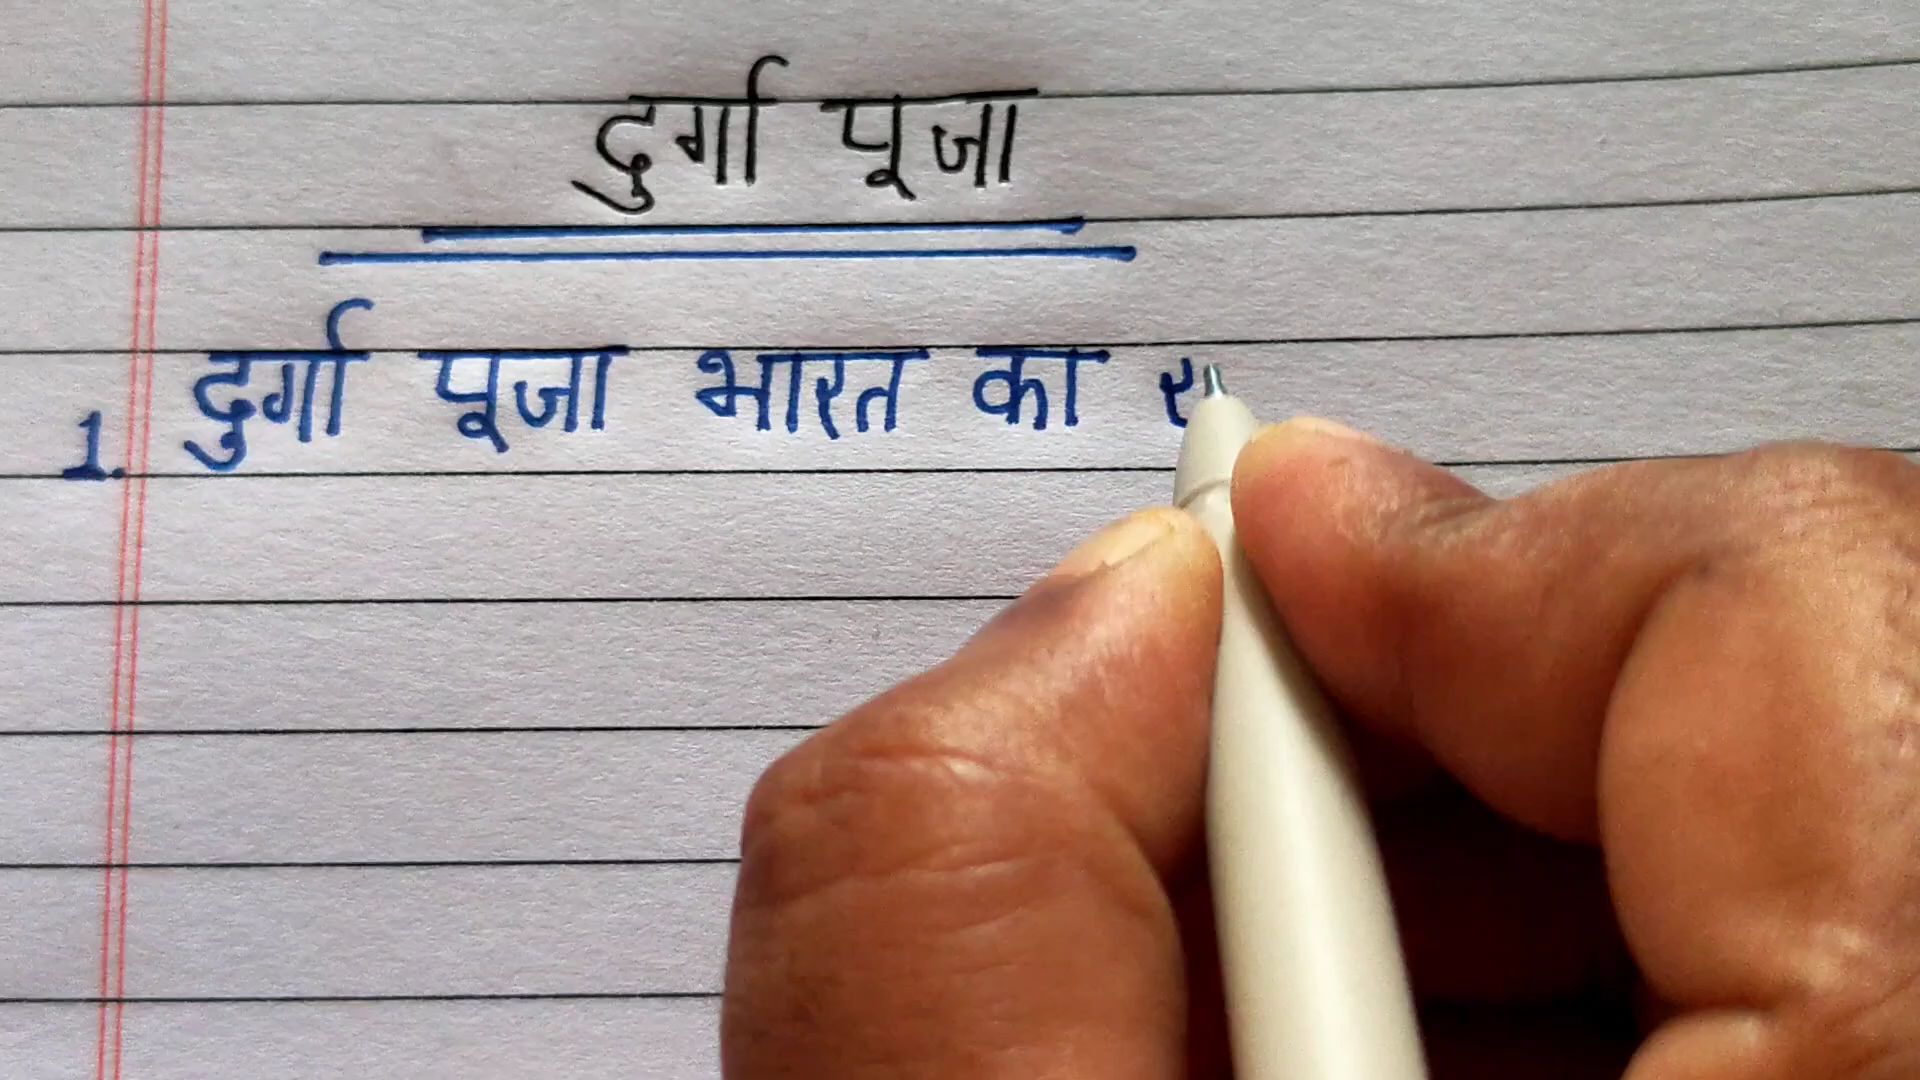 दुर्गा पूजा
1. दुर्गा पूजा भारत का